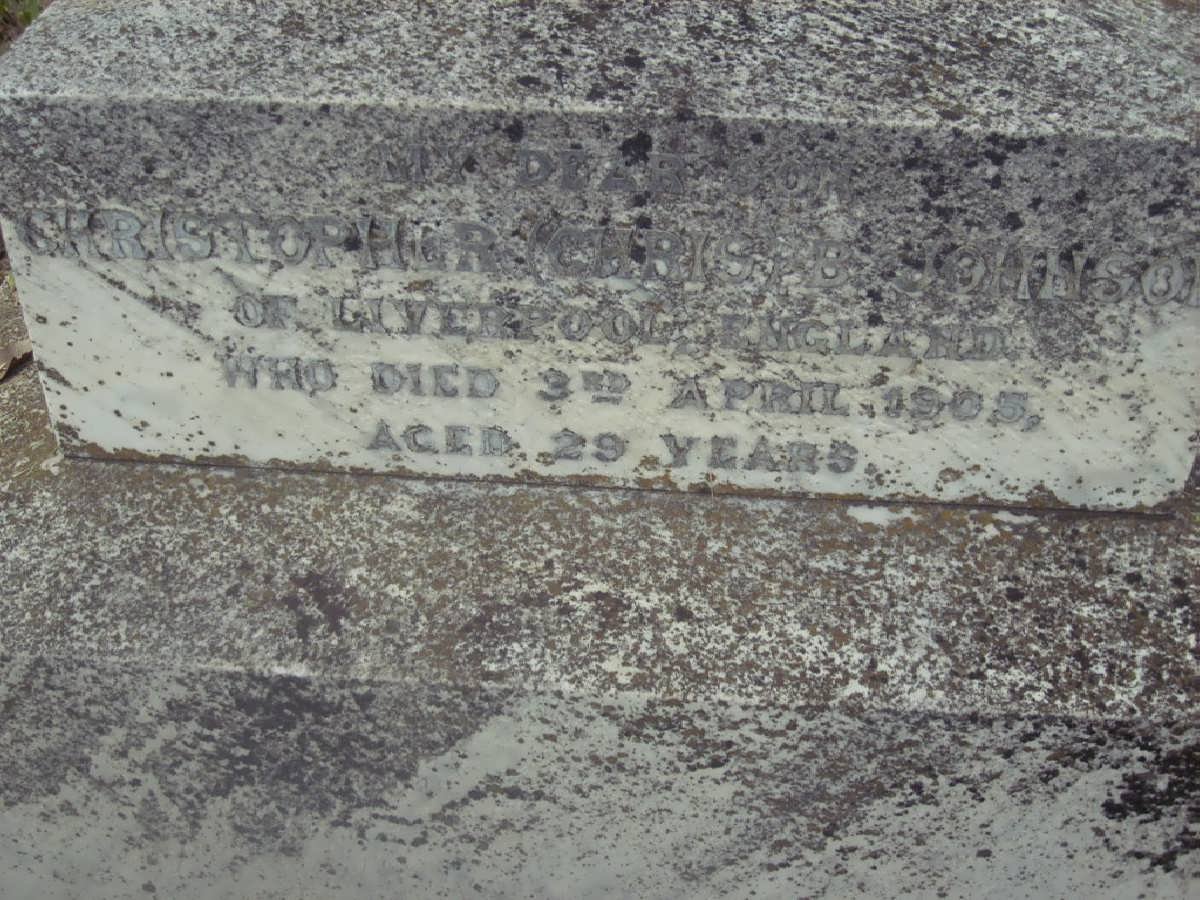 MY DEAR SON
CHRISTOPHER (CHRIS) B. JOHNSON
OF LIVERPOOL, ENGLAND.
WHO DIED 3RD APRIL 1905,
AGED 29 YEARS